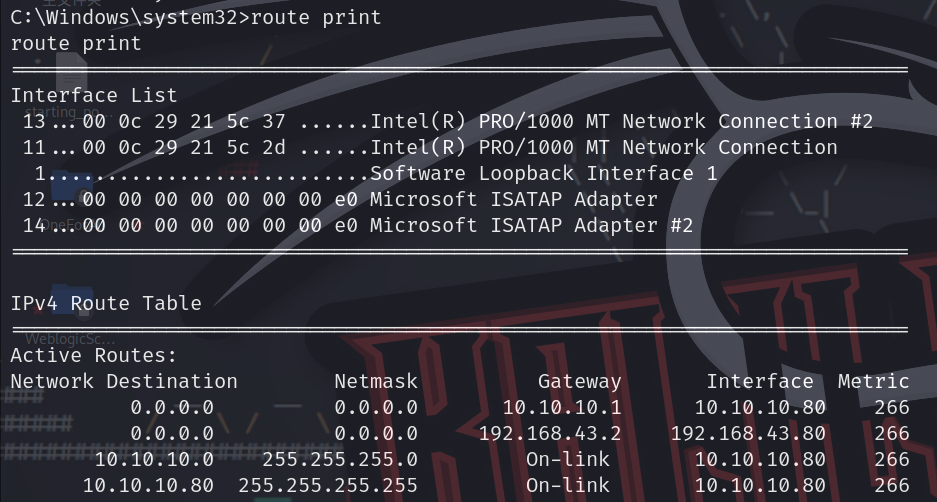 主文件夹
C:\Windows\system32>route print
route print
===========================================================================
Interface List
 13...00 0c 29 21 5c 37 ......Intel(R) PRO/1000 MT Network Connection #2
 11...00 0c 29 21 5c 2d ......Intel(R) PRO/1000 MT Network Connection
  1...........................Software Loopback Interface 1
 12...00 00 00 00 00 00 00 e0 Microsoft ISATAP Adapter
 14...00 00 00 00 00 00 00 e0 Microsoft ISATAP Adapter #2
===========================================================================
IPv4 Route Table
===========================================================================
WeblogicSc...
Active Routes:
Network Destination        Netmask          Gateway       Interface  Metric
          0.0.0.0          0.0.0.0       10.10.10.1      10.10.10.80    266
          0.0.0.0          0.0.0.0     192.168.43.2    192.168.43.80    266
       10.10.10.0    255.255.255.0         On-link       10.10.10.80    266
      10.10.10.80  255.255.255.255         On-link       10.10.10.80    266